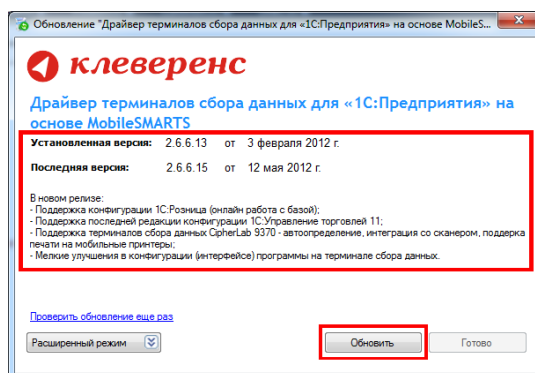 Обновление "Драйвер терминалов сбора данных для «1С:Предприятия» на основе MobileS...
клеверенс
Драйвер терминалов сбора данных для «1С:Предприятия» на
основе MobileSMARTS
Установленная версия: 2.6.6.13 от 3 февраля 2012 г.
Последняя версия: 2.6.6.15 от 12 мая 2012 г.
В новом релизе:
- Поддержка конфигурации 1С:Розница (онлайн работа с базой);
- Поддержка последней редакции конфигурации 1С:Управление торговлей 11;
- Поддержка терминалов сбора данных CipherLab 9370 - автоопределение, интеграция со сканером, поддержка
печати на мобильные принтеры;
- Мелкие улучшения в конфигурации (интерфейсе) программы на терминале сбора данных.
Проверить обновление еще раз
Расширенный режим
Обновить
Готово